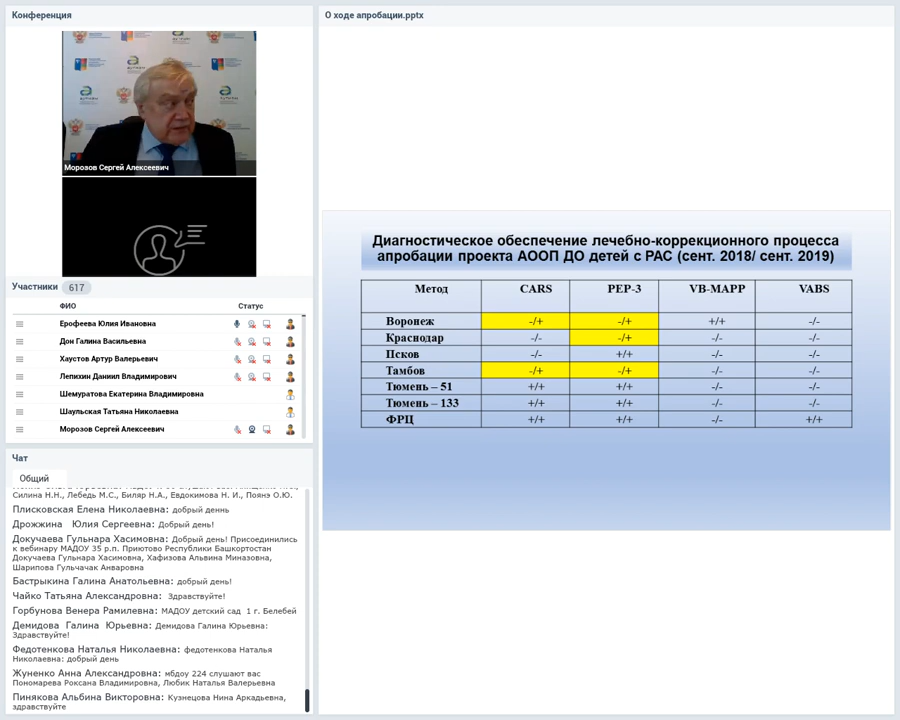 Конференция
Морозов Сергей Алексеевич
Участники 617
ФИО Статус
Ерофеева Юлия Ивановна
Дон Галина Васильевна
Хаустов Артур Валерьевич
Лепихин Даниил Владимирович
Шемуратова Екатерина Владимировна
Шаульская Татьяна Николаевна
Морозов Сергей Алексеевич
Чат
Общий
Силина Н.Н., Лебедь М.С., Биляр Н.А., Евдокимова Н. И., Поянэ О.Ю.
Плисковская Елена Николаевна: добрый деннь
Дрожжина Юлия Сергеевна: Добрый день!
Докучаева Гульнара Хасимовна: Добрый день! Присоединились
к вебинару МАДОУ 35 р.п. Приютово Республики Башкортостан
Докучаева Гульнара Хасимовна, Хафизова Альвина Миназовна,
Шарипова Гульчачак Анваровна
Бастрыкина Галина Анатольевна: добрый день!
Чайко Татьяна Александровна: Здравствуйте!
Горбунова Венера Рамилевна: МАДОУ детский сад 1 г. Белебей
Демидова Галина Юрьевна: Демидова Галина Юрьевна:
Здравствуйте!
Федотенкова Наталья Николаевна: федотенкова Наталья
Николаевна: добрый день
Жуненко Анна Александровна: мбдоу 224 слушают вас
Пономарева Роксана Владимировна, Любик Наталья Валерьевна
Пинякова Альбина Викторовна: Кузнецова Нина Аркадьевна,
здравствуйте
О ходе апробации.pptx
Диагностическое обеспечение лечебно-коррекционного процесса
апробации проекта АООП ДО детей с РАС (сент. 2018/ сент. 2019)
Метод CARS PEP-3 VB-MAPP VABS
Воронеж -/+ -/+ +/+ -/-
Краснодар -/- -/+ -/- -/-
Псков -/- +/+ -/- -/-
Тамбов -/+ -/+ -/- -/-
Тюмень – 51 +/+ +/+ -/- -/-
Тюмень – 133 +/+ +/+ -/- -/-
ФРЦ +/+ +/+ -/- +/+